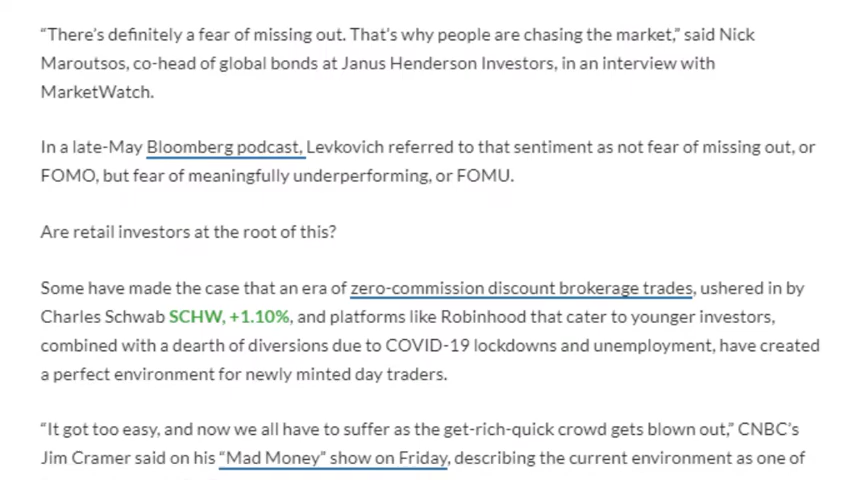 “There’s definitely a fear of missing out. That’s why people are chasing the market,” said Nick
Maroutsos, co-head of global bonds at Janus Henderson Investors, in an interview with
MarketWatch.
In a late-May Bloomberg podcast, Levkovich referred to that sentiment as not fear of missing out, or
FOMO, but fear of meaningfully underperforming, or FOMU.
Are retail investors at the root of this?
Some have made the case that an era of zero-commission discount brokerage trades, ushered in by
Charles Schwab SCHW, +1.10%, and platforms like Robinhood that cater to younger investors,
combined with a dearth of diversions due to COVID-19 lockdowns and unemployment, have created
a perfect environment for newly minted day traders.
“It got too easy, and now we all have to suffer as the get-rich-quick crowd gets blown out,” CNBC’s
Jim Cramer said on his “Mad Money” show on Friday, describing the current environment as one of